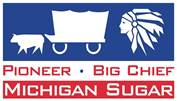 PIONEER · BIG CHIEF
MICHIGAN SUGAR